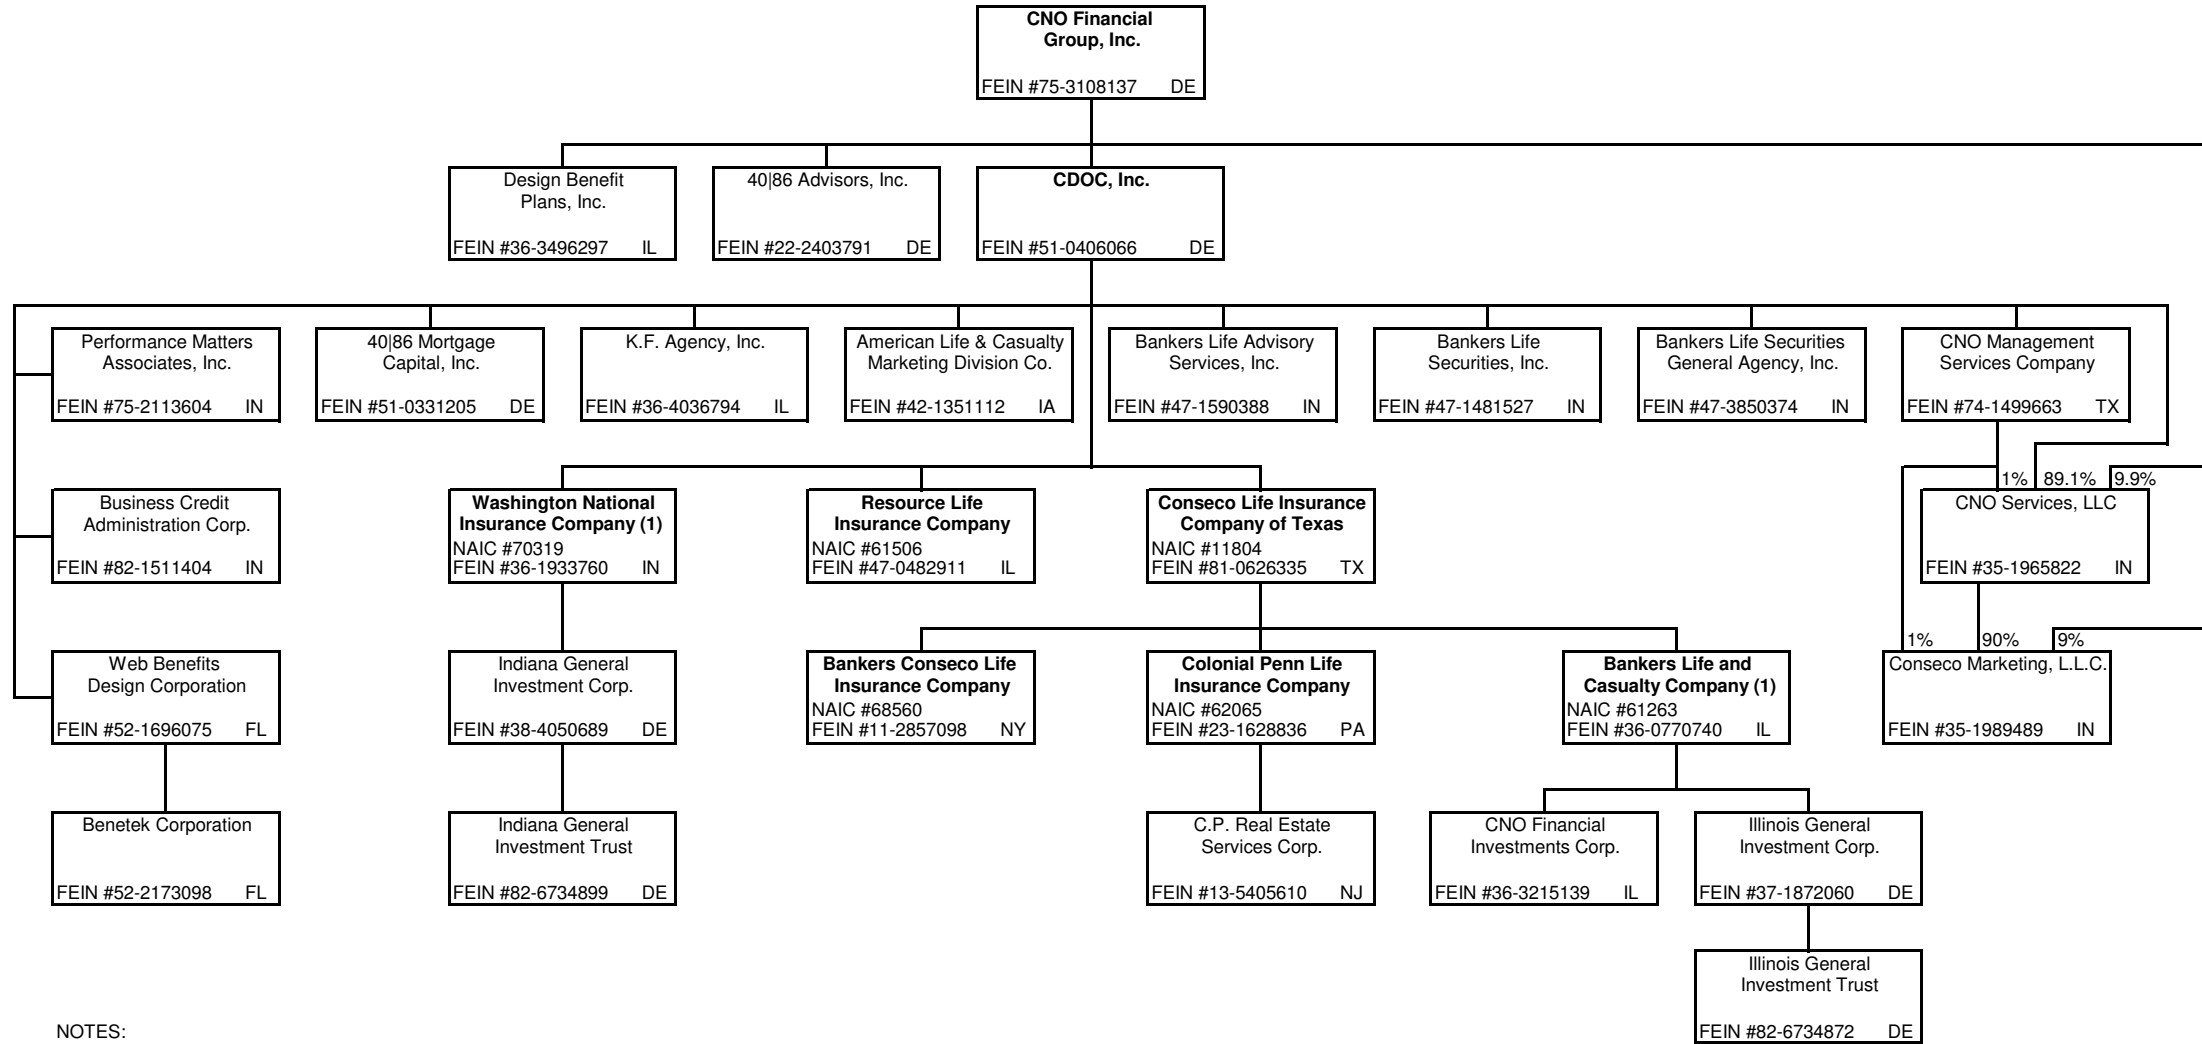 CNO Financial
Group, Inc.
FEIN #75-3108137 DE
Design Benefit
Plans, Inc.
FEIN #36-3496297 IL
40|86 Advisors, Inc.
FEIN #22-2403791 DE
CDOC, Inc.
FEIN #51-0406066 DE
Performance Matters
Associates, Inc.
FEIN #75-2113604 IN
40|86 Mortgage
Capital, Inc.
FEIN #51-0331205 DE
K.F. Agency, Inc.
FEIN #36-4036794 IL
American Life & Casualty
Marketing Division Co.
FEIN #42-1351112 IA
Bankers Life Advisory
Services, Inc.
FEIN #47-1590388 IN
Bankers Life
Securities, Inc.
FEIN #47-1481527 IN
Bankers Life Securities
General Agency, Inc.
FEIN #47-3850374 IN
CNO Management
Services Company
FEIN #74-1499663 TX
Business Credit
Administration Corp.
FEIN #82-1511404 IN
Washington National
Insurance Company (1)
NAIC #70319
FEIN #36-1933760 IN
Resource Life
Insurance Company
NAIC #61506
FEIN #47-0482911 IL
Conseco Life Insurance
Company of Texas
NAIC #11804
FEIN #81-0626335 TX
1% 89.1% 9.9%
CNO Services, LLC
FEIN #35-1965822 IN
Web Benefits
Design Corporation
FEIN #52-1696075 FL
Indiana General
Investment Corp.
FEIN #38-4050689 DE
Bankers Conseco Life
Insurance Company
NAIC #68560
FEIN #11-2857098 NY
Colonial Penn Life
Insurance Company
NAIC #62065
FEIN #23-1628836 PA
Bankers Life and
Casualty Company (1)
NAIC #61263
FEIN #36-0770740 IL
1% 90% 9%
Conseco Marketing, L.L.C.
FEIN #35-1989489 IN
Benetek Corporation
FEIN #52-2173098 FL
Indiana General
Investment Trust
FEIN #82-6734899 DE
C.P. Real Estate
Services Corp.
FEIN #13-5405610 NJ
CNO Financial
Investments Corp.
FEIN #36-3215139 IL
Illinois General
Investment Corp.
FEIN #37-1872060 DE
Illinois General
Investment Trust
FEIN #82-6734872 DE
NOTES: